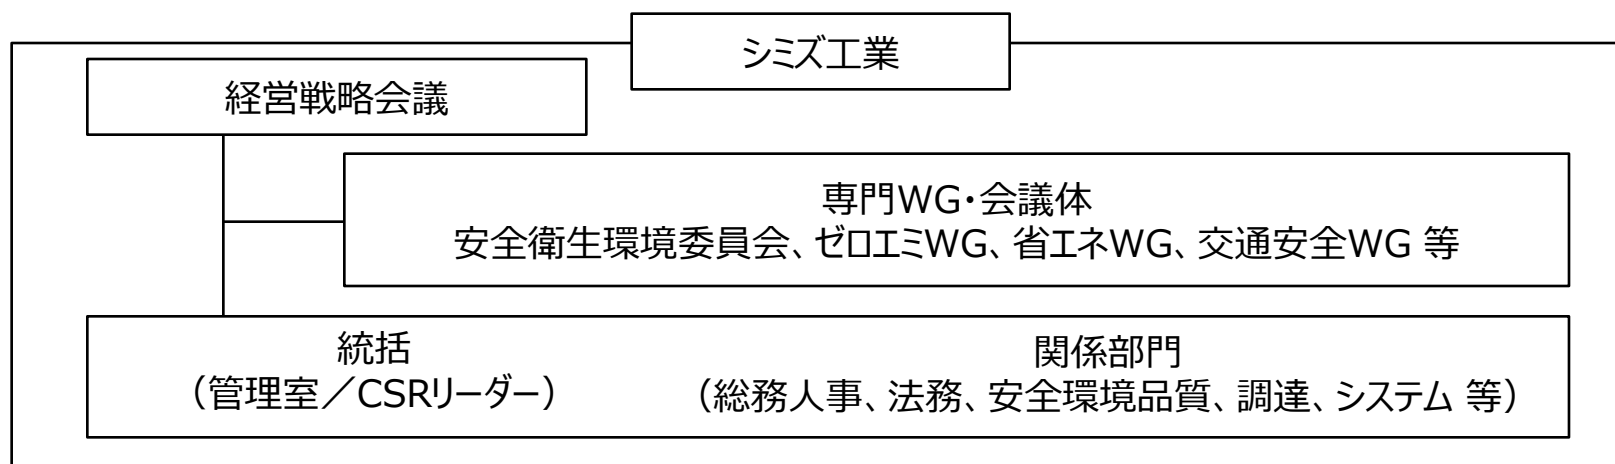 シミズ工業
経営戦略会議
専門WG・会議体
安全衛生環境委員会、ゼロエミWG、省エネWG、交通安全WG 等
統括
（管理室／CSRリーダー）
関係部門
（総務人事、法務、安全環境品質、調達、システム 等）